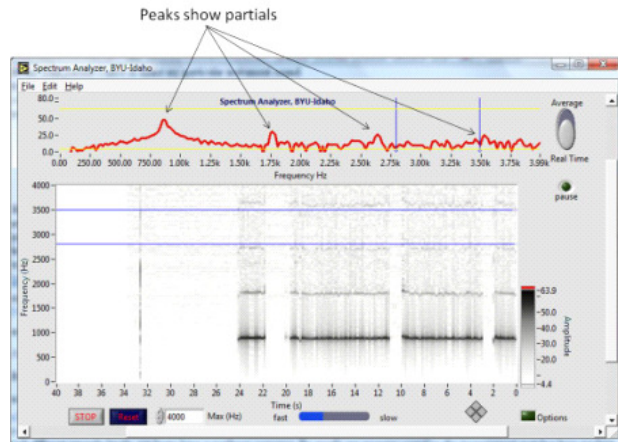 Peaks show partials
Spectrum Analyzer, BYU-Idaho
File Edit Help
80.0
Spectrum Analyzer, BYU-Idaho
Average
50.0
25.0
0.0
0.00 250.00 500.00 750.00 1.00k 1.25k 1.50k 1.75k 2.00k 2.25k 2.50k 2.75k 3.00k 3.25k 3.50k 3.75k 3.99k
Real Time
Frequency Hz
pause
4000
3500
3000
2500
2000
1500
1000
500
0
Frequency (Hz)
63.9
50.0
40.0
30.0
20.0
4.4
Amplitude
40 38 36 34 32 30 28 26 24 22 20 18 16 14 12 10 8 6 4 2 0
Time (s)
STOP Reset 4000 Max (Hz) fast slow Options